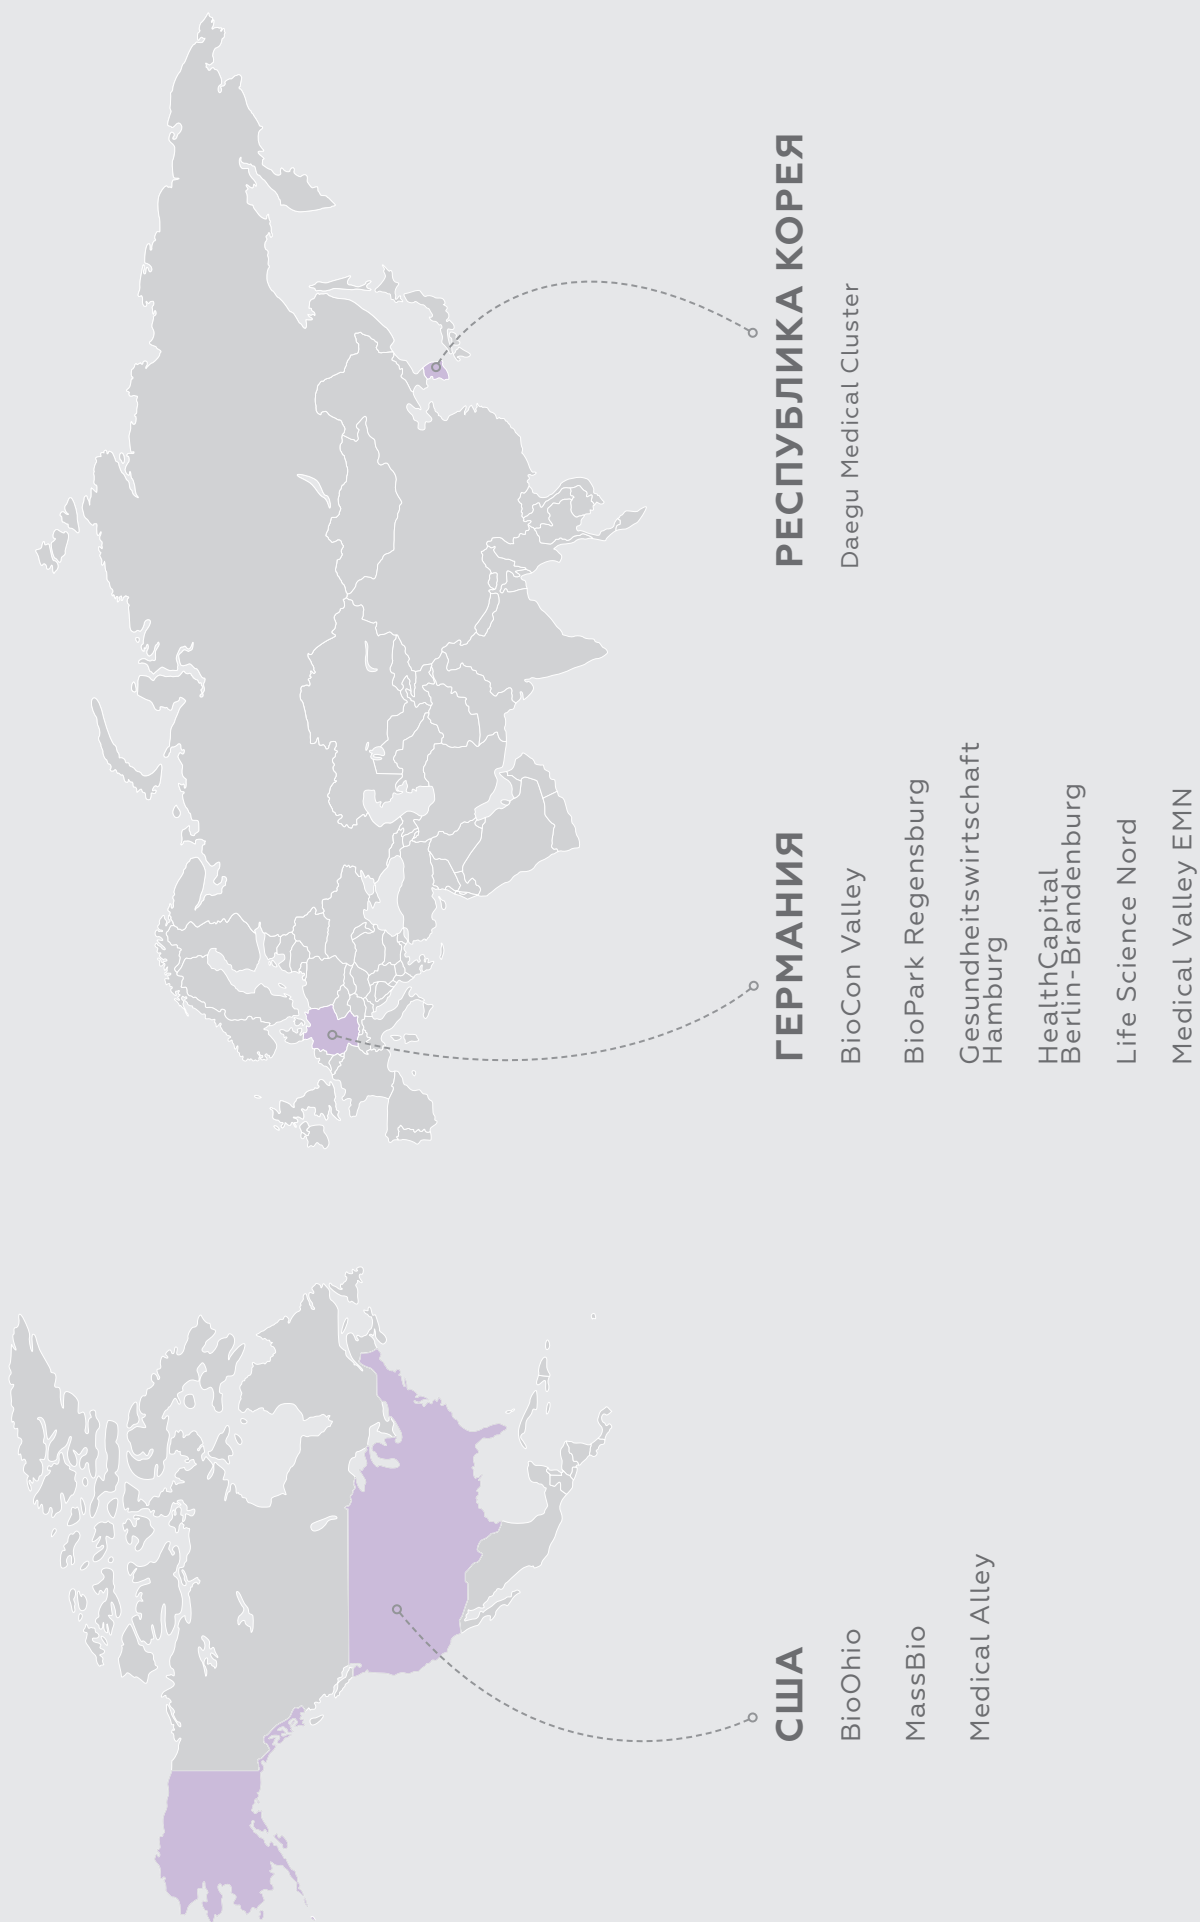 США
BioOhio
MassBio
Medical Alley
ГЕРМАНИЯ
BioCon Valley
BioPark Regensburg
Gesundheitswirtschaft
Hamburg
HealthCapital
Berlin-Brandenburg
Life Science Nord
Medical Valley EMN
РЕСПУБЛИКА КОРЕЯ
Daegu Medical Cluster